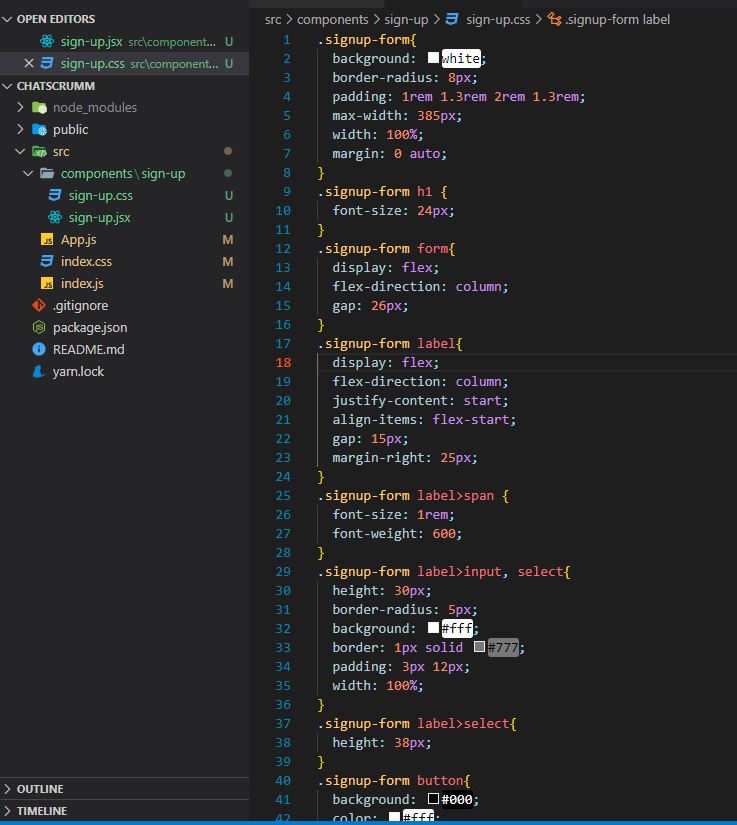 OPEN EDITORS
sign-up.jsx src\component... U
sign-up.css src\component... U
CHATSCRUMM
node_modules
public
src
components\sign-up
sign-up.css U
sign-up.jsx U
App.js M
index.css M
index.js M
.gitignore
package.json
README.md
yarn.lock
OUTLINE
TIMELINE
src > components > sign-up > sign-up.css > .signup-form label
1 .signup-form{
2 background: white;
3 border-radius: 8px;
4 padding: 1rem 1.3rem 2rem 1.3rem;
5 max-width: 385px;
6 width: 100%;
7 margin: 0 auto;
8 }
9 .signup-form h1 {
10 font-size: 24px;
11 }
12 .signup-form form{
13 display: flex;
14 flex-direction: column;
15 gap: 26px;
16 }
17 .signup-form label{
18 display: flex;
19 flex-direction: column;
20 justify-content: start;
21 align-items: flex-start;
22 gap: 15px;
23 margin-right: 25px;
24 }
25 .signup-form label>span {
26 font-size: 1rem;
27 font-weight: 600;
28 }
29 .signup-form label>input, select{
30 height: 30px;
31 border-radius: 5px;
32 background: #fff;
33 border: 1px solid #777;
34 padding: 3px 12px;
35 width: 100%;
36 }
37 .signup-form label>select{
38 height: 38px;
39 }
40 .signup-form button{
41 background: #000;
42 color: #fff;